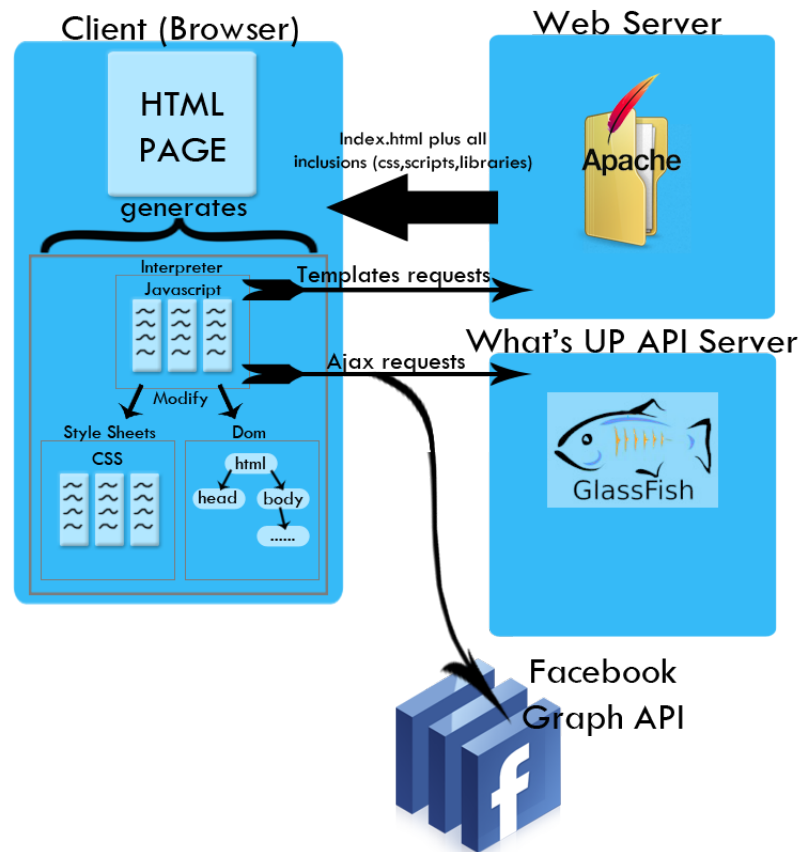 Client (Browser)
HTML
PAGE
generates
Interpreter
Javascript
Modify
Style Sheets
CSS
Dom
html
head
body
......
Index.html plus all
inclusions (css,scripts,libraries)
Templates requests
Ajax requests
Web Server
Apache
What's UP API Server
GlassFish
Facebook
Graph API
f